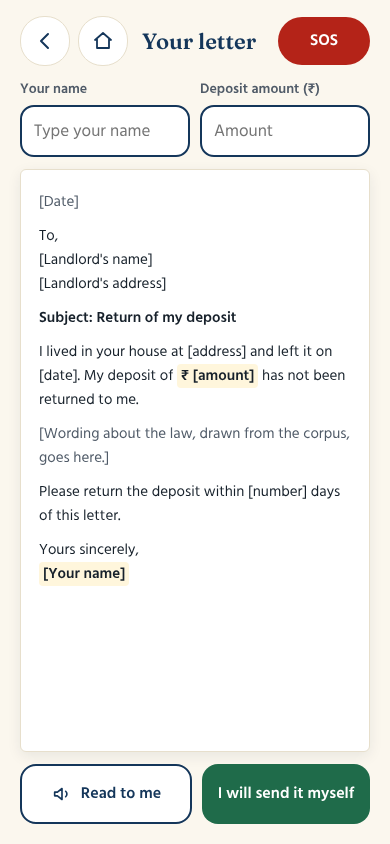 Your letter
SOS
Your name
Deposit amount (₹)
Type your name
Amount
[Date]
To,
[Landlord's name]
[Landlord's address]
Subject: Return of my deposit
I lived in your house at [address] and left it on
[date]. My deposit of ₹ [amount] has not been
returned to me.
[Wording about the law, drawn from the corpus,
goes here.]
Please return the deposit within [number] days
of this letter.
Yours sincerely,
[Your name]
Read to me
I will send it myself